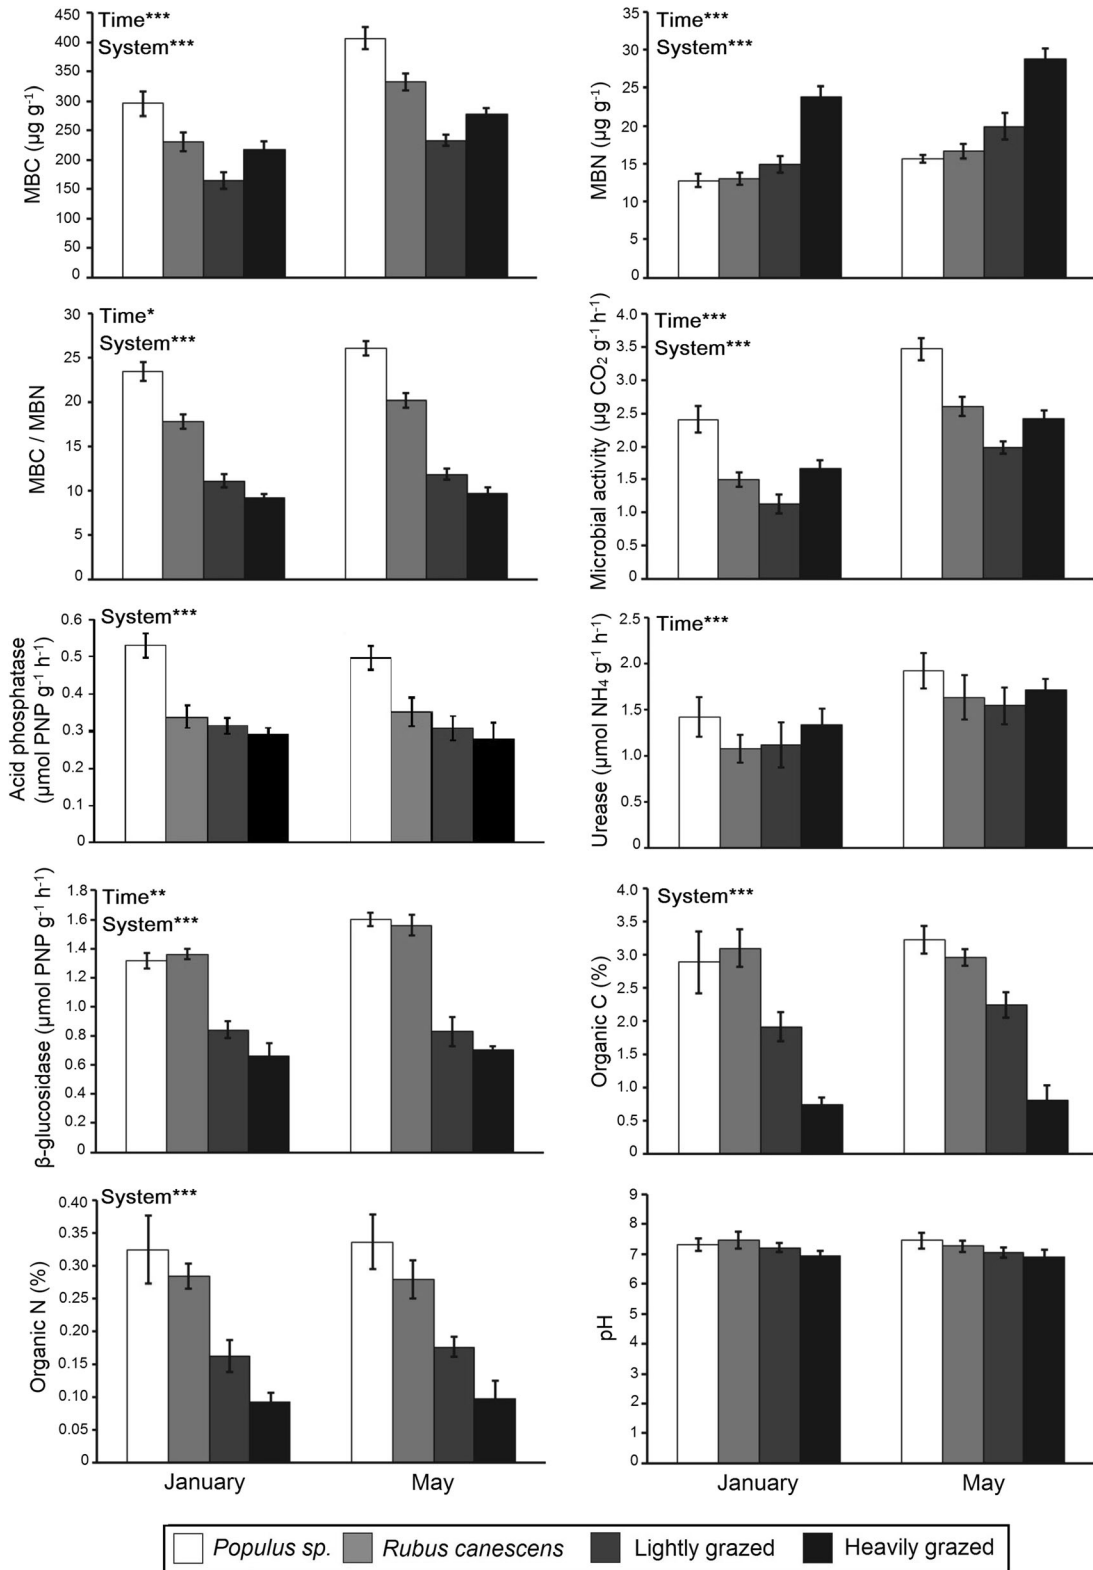 Time***
System***
MBC (µg g⁻¹)
450
400
350
300
250
200
150
100
50
0
Time***
System***
MBN (µg g⁻¹)
35
30
25
20
15
10
5
0
Time*
System***
MBC / MBN
30
25
20
15
10
5
0
Time***
System***
Microbial activity (µg CO₂ g⁻¹ h⁻¹)
4.0
3.5
3.0
2.5
2.0
1.5
1.0
0.5
0
System***
Acid phosphatase
(µmol PNP g⁻¹ h⁻¹)
0.6
0.5
0.4
0.3
0.2
0.1
0
Time***
Urease (µmol NH₄ g⁻¹ h⁻¹)
2.5
2.0
1.5
1.0
0.5
0
Time**
System***
β-glucosidase (µmol PNP g⁻¹ h⁻¹)
1.8
1.6
1.4
1.2
1.0
0.8
0.6
0.4
0.2
0
System***
Organic C (%)
4.0
3.5
3.0
2.5
2.0
1.5
1.0
0.5
0
System***
Organic N (%)
0.40
0.35
0.30
0.25
0.20
0.15
0.10
0.05
0
January
May
pH
9
8
7
6
5
4
3
2
1
0
January
May
Populus sp.
Rubus canescens
Lightly grazed
Heavily grazed